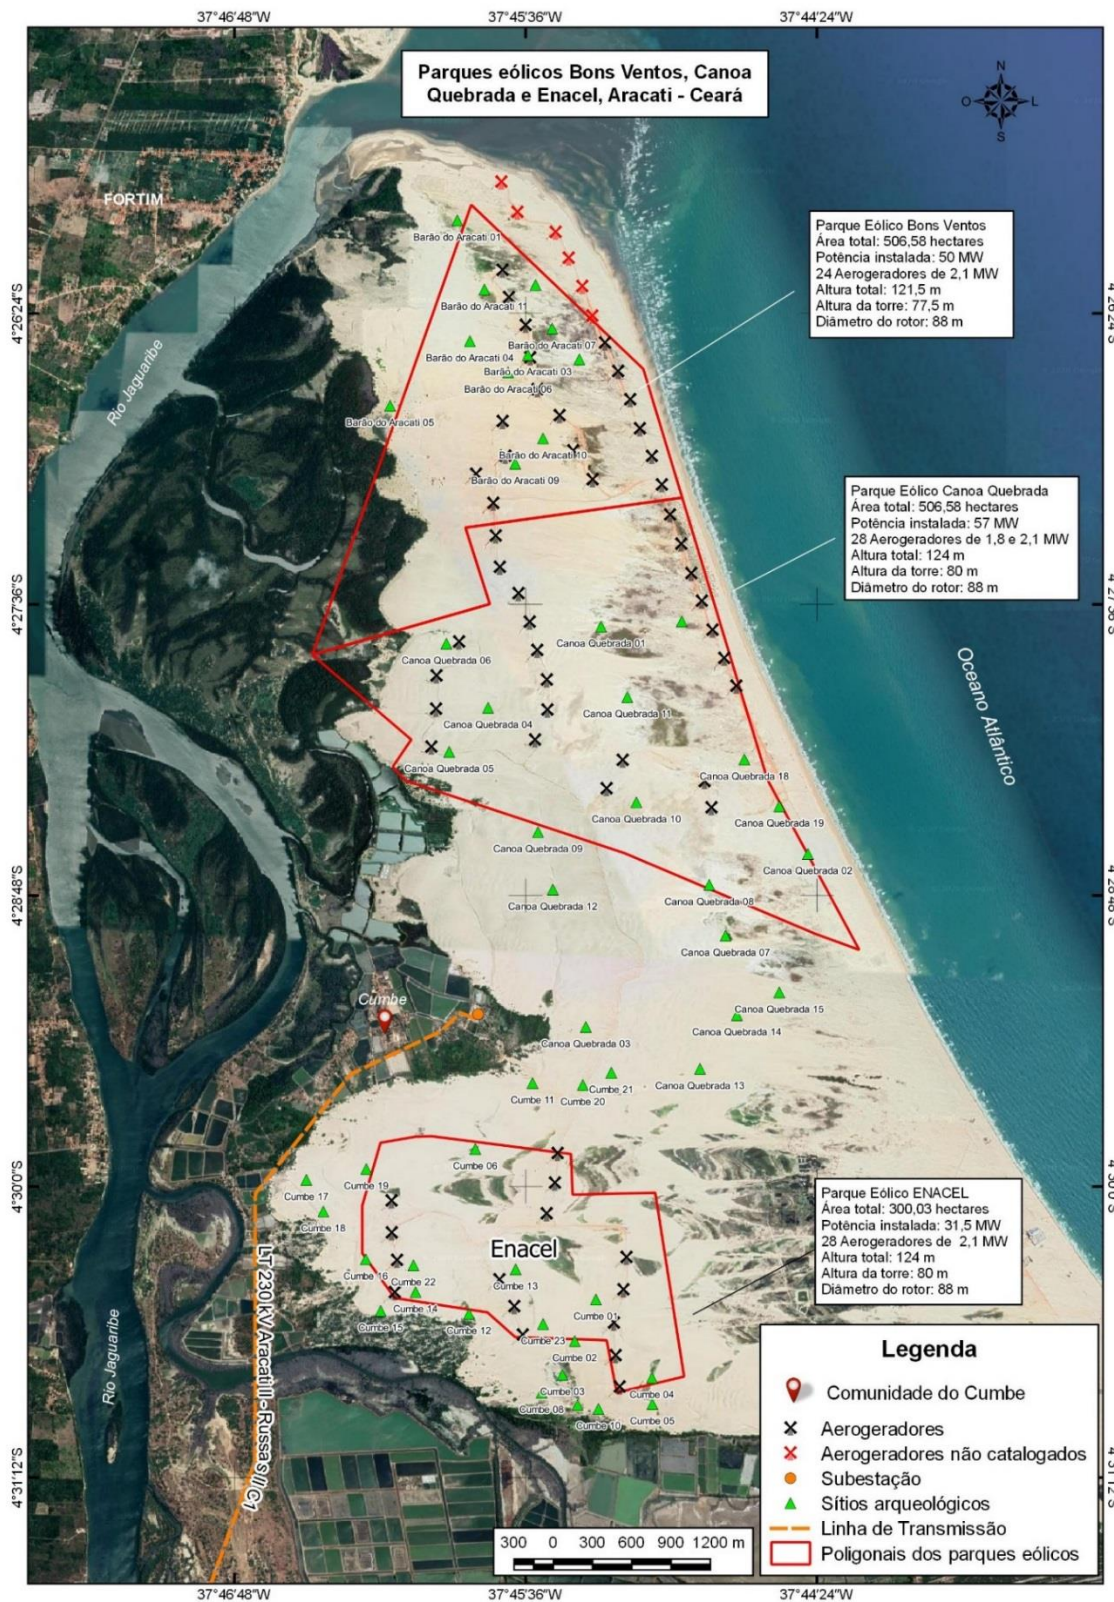 37°46'48"W
37°45'36"W
37°44'24"W
Parques eólicos Bons Ventos, Canoa
Quebrada e Enacel, Aracati - Ceará
N
O
L
S
FORTIM
Barão do Aracati 01
Parque Eólico Bons Ventos
Área total: 506,58 hectares
Potência instalada: 50 MW
24 Aerogeradores de 2,1 MW
Altura total: 121,5 m
Altura da torre: 77,5 m
Diâmetro do rotor: 88 m
4°26'24"S
4°26'24"S
Barão do Aracati 11
Barão do Aracati 07
Barão do Aracati 04
Barão do Aracati 03
Barão do Aracati 06
Rio Jaguaribe
Barão do Aracati 05
Barão do Aracati 10
Barão do Aracati 09
Parque Eólico Canoa Quebrada
Área total: 506,58 hectares
Potência instalada: 57 MW
28 Aerogeradores de 1,8 e 2,1 MW
Altura total: 124 m
Altura da torre: 80 m
Diâmetro do rotor: 88 m
4°27'36"S
4°27'36"S
Canoa Quebrada 01
Canoa Quebrada 06
Oceano Atlântico
Canoa Quebrada 04
Canoa Quebrada 11
Canoa Quebrada 05
Canoa Quebrada 18
Canoa Quebrada 10
Canoa Quebrada 19
Canoa Quebrada 09
Canoa Quebrada 02
Canoa Quebrada 08
4°28'48"S
4°28'48"S
Canoa Quebrada 12
Canoa Quebrada 07
Cumbe
Canoa Quebrada 15
Canoa Quebrada 14
Canoa Quebrada 03
Canoa Quebrada 13
Cumbe 21
Cumbe 11
Cumbe 20
Cumbe 06
4°30'0"S
4°30'0"S
Cumbe 19
Cumbe 17
Cumbe 18
Parque Eólico ENACEL
Área total: 300,03 hectares
Potência instalada: 31,5 MW
28 Aerogeradores de 2,1 MW
Altura total: 124 m
Altura da torre: 80 m
Diâmetro do rotor: 88 m
Enacel
Cumbe 16
Cumbe 22
Cumbe 13
Cumbe 14
Cumbe 01
Cumbe 15
Cumbe 12
Cumbe 23
Cumbe 02
LT 230 KV Aracati II - Russas II C1
Rio Jaguaribe
Cumbe 03
Cumbe 04
Cumbe 08
Cumbe 10
Cumbe 05
Legenda
Comunidade do Cumbe
Aerogeradores
Aerogeradores não catalogados
Subestação
Sítios arqueológicos
Linha de Transmissão
Poligonais dos parques eólicos
4°31'12"S
4°31'12"S
300 0 300 600 900 1200 m
37°46'48"W
37°45'36"W
37°44'24"W